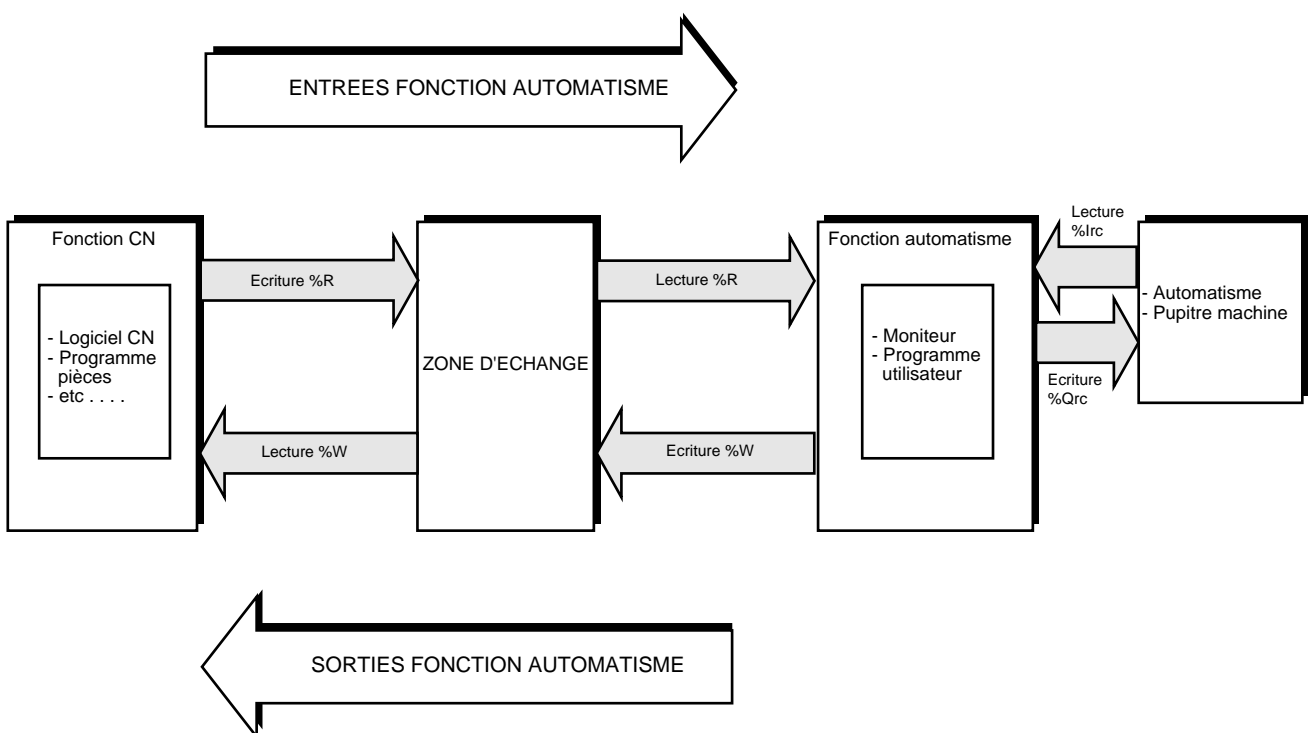 ENTREES FONCTION AUTOMATISME
Fonction CN
- Logiciel CN
- Programme
pièces
- etc . . . .
Ecriture %R
Lecture %W
ZONE D'ECHANGE
Lecture %R
Ecriture %W
Fonction automatisme
- Moniteur
- Programme
utilisateur
Lecture
%Irc
Ecriture
%Qrc
- Automatisme
- Pupitre machine
SORTIES FONCTION AUTOMATISME